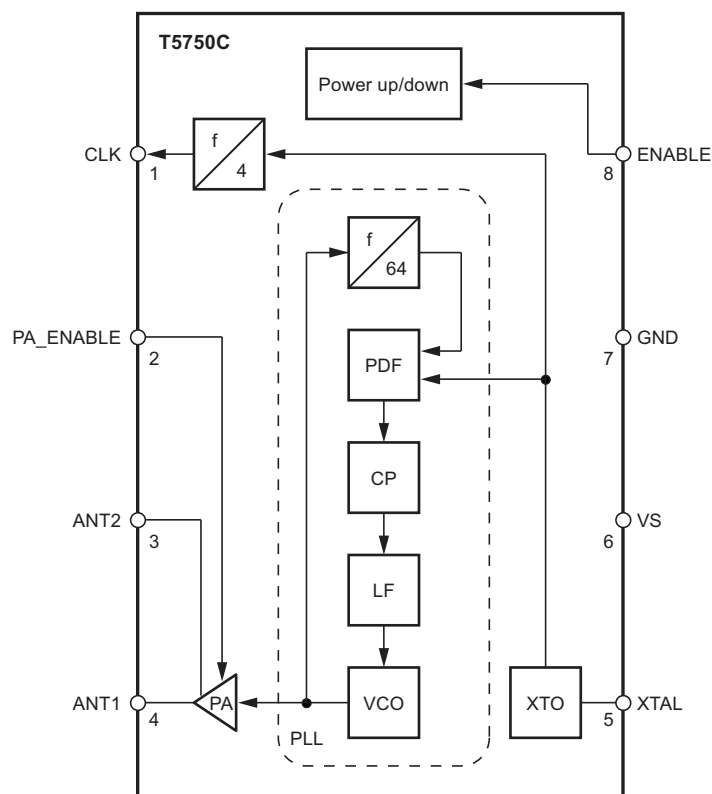 T5750C
Power up/down
CLK
1
f
4
ENABLE
8
f
64
PA_ENABLE
2
PDF
GND
7
CP
ANT2
3
VS
6
LF
ANT1
4
PA
VCO
XTO
XTAL
5
PLL